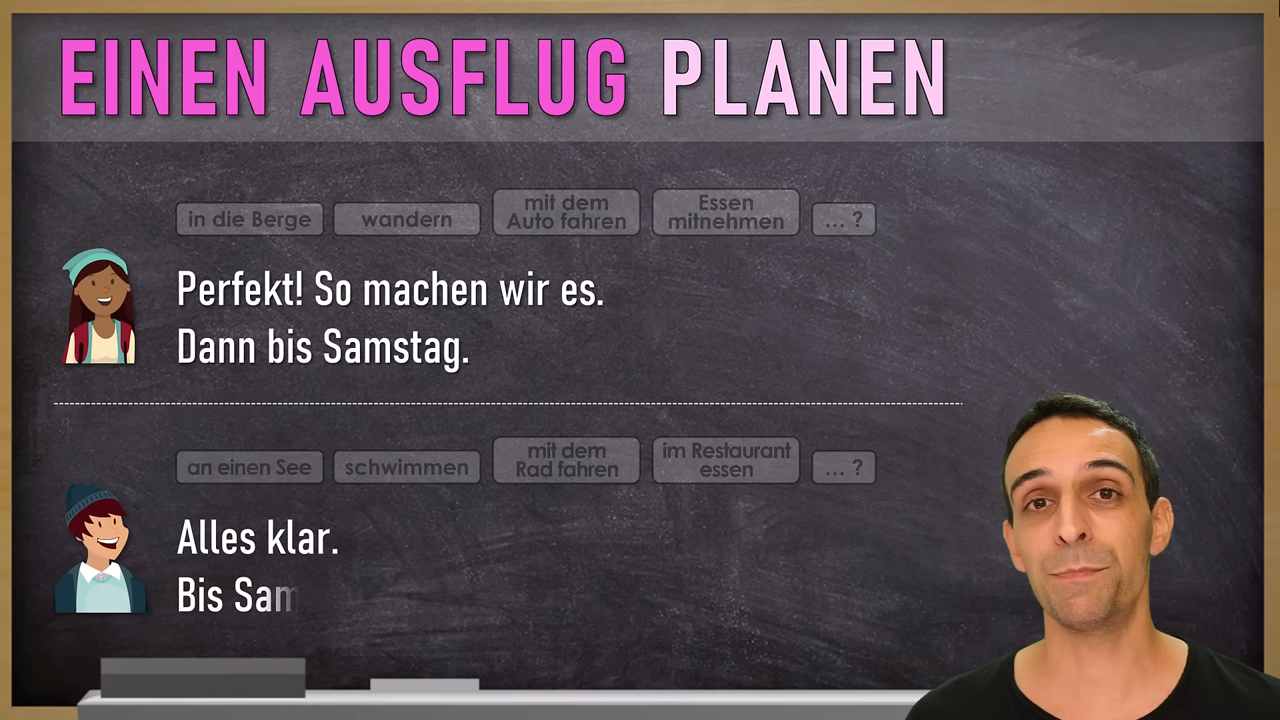 EINEN AUSFLUG PLANEN
in die Berge wandern mit dem Auto fahren Essen mitnehmen ... ?
Perfekt! So machen wir es.
Dann bis Samstag.
an einen See schwimmen mit dem Rad fahren im Restaurant essen ... ?
Alles klar.
Bis Sam